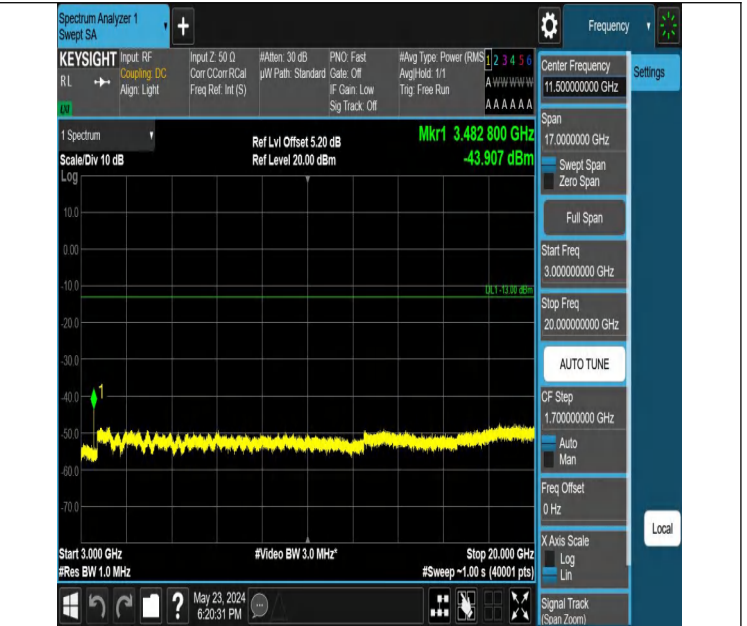 Spectrum Analyzer 1
Swept SA
+
Frequency
KEYSIGHT
RL
LNI
Input: RF
Coupling: DC
Align: Light
Input Z: 50 Ω
Corr CCorr RCal
Freq Ref: Int (S)
#Atten: 30 dB
µW Path: Standard
PNO: Fast
Gate: Off
IF Gain: Low
Sig Track: Off
#Avg Type: Power (RMS
Avg|Hold: 1/1
Trig: Free Run
1 2 3 4 5 6
A W W W W W
A A A A A A
1 Spectrum
Scale/Div 10 dB
Ref Lvl Offset 5.20 dB
Ref Level 20.00 dBm
Mkr1 3.482 800 GHz
-43.907 dBm
Log
10.0
0.00
-10.0
DL1 -13.00 dBm
-20.0
-30.0
-40.0
1
-50.0
-60.0
-70.0
Start 3.000 GHz
#Res BW 1.0 MHz
#Video BW 3.0 MHz*
Stop 20.000 GHz
#Sweep ~1.00 s (40001 pts)
May 23, 2024
6:20:31 PM
Center Frequency
11.500000000 GHz
Settings
Span
17.0000000 GHz
Swept Span
Zero Span
Full Span
Start Freq
3.000000000 GHz
Stop Freq
20.000000000 GHz
AUTO TUNE
CF Step
1.700000000 GHz
Auto
Man
Freq Offset
0 Hz
X Axis Scale
Log
Lin
Local
Signal Track
(Span Zoom)